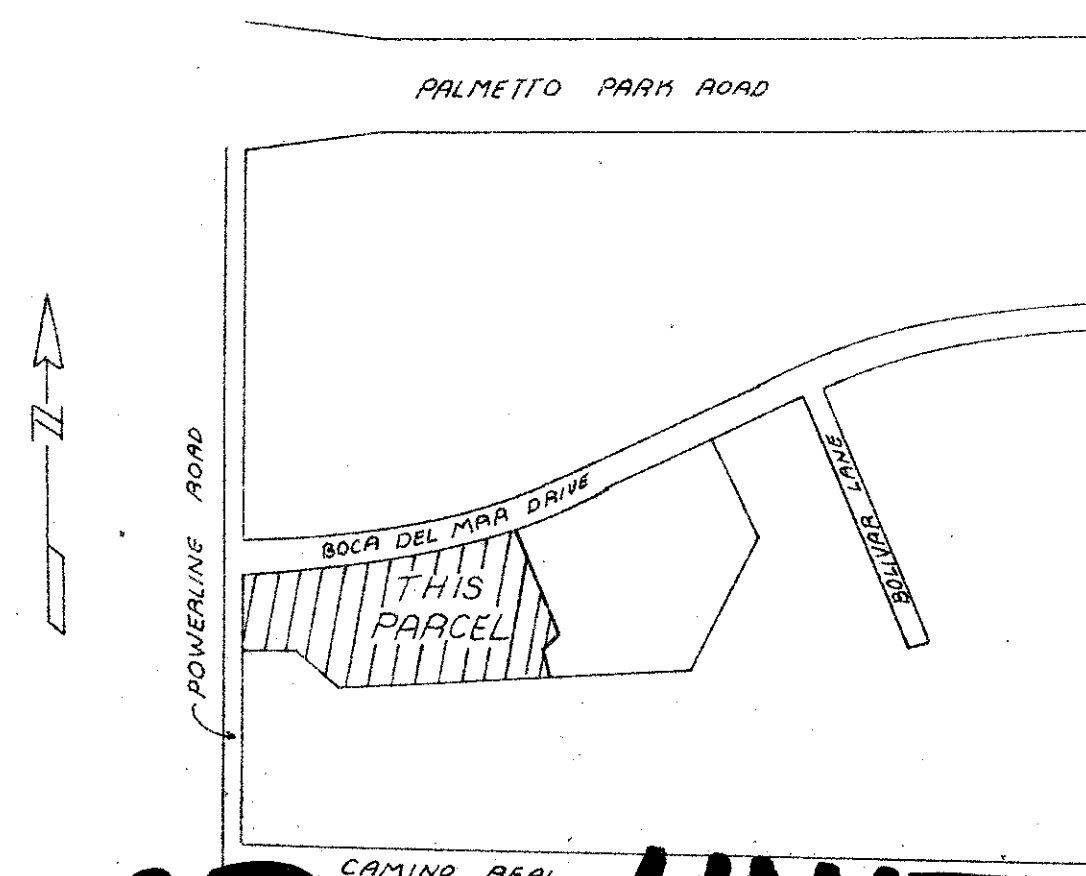 PALMETTO PARK ROAD
N
POWERLINE ROAD
BOCA DEL MAR DRIVE
BOLIVAR LANE
THIS
PARCEL
CAMINO REAL